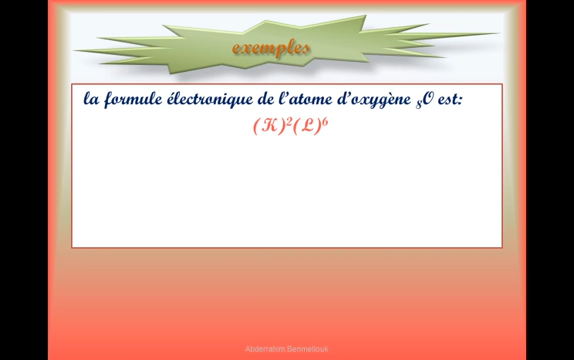 exemples
la formule électronique de l'atome d'oxygène ₈O est:
(K)²(L)⁶
Abderrahim Benmellouk